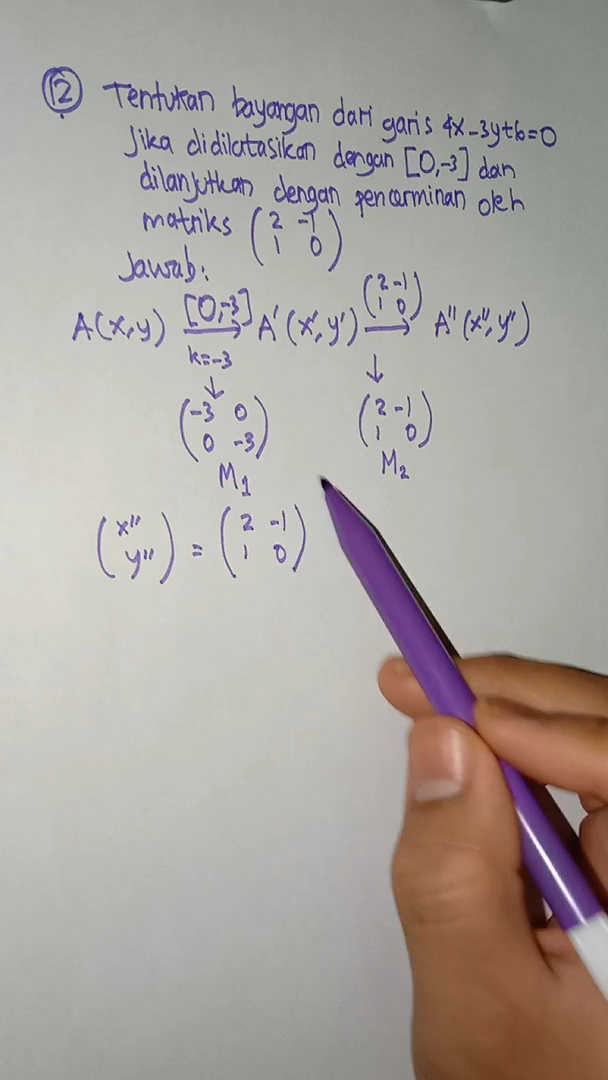 12 Tentukan bayangan dari garis 4x-3y+6=0
Jika didilatasikan dengan [0,-3] dan
dilanjutkan dengan pencerminan oleh
matriks (2 -1
1 0)
Jawab:
A(x,y) [0,-3] k=-3 → A'(x',y') (2 -1
1 0) → A"(x",y")
↓ ↓
(-3 0
0 -3) (2 -1
1 0)
M1 M2
(x"
y") = (2 -1
1 0)